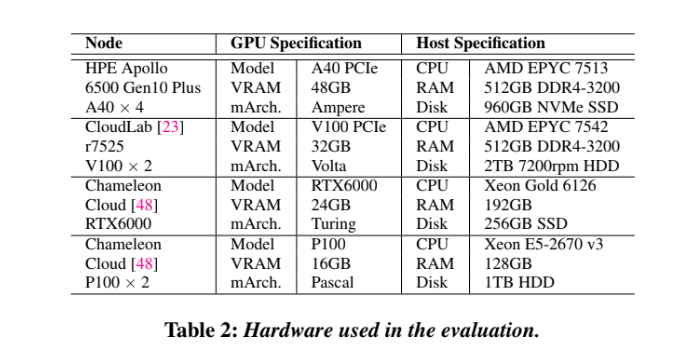 Node GPU Specification Host Specification
HPE Apollo Model A40 PCIe CPU AMD EPYC 7513
6500 Gen10 Plus VRAM 48GB RAM 512GB DDR4-3200
A40 × 4 mArch. Ampere Disk 960GB NVMe SSD
CloudLab [23] Model V100 PCIe CPU AMD EPYC 7542
r7525 VRAM 32GB RAM 512GB DDR4-3200
V100 × 2 mArch. Volta Disk 2TB 7200rpm HDD
Chameleon Model RTX6000 CPU Xeon Gold 6126
Cloud [48] VRAM 24GB RAM 192GB
RTX6000 mArch. Turing Disk 256GB SSD
Chameleon Model P100 CPU Xeon E5-2670 v3
Cloud [48] VRAM 16GB RAM 128GB
P100 × 2 mArch. Pascal Disk 1TB HDD
Table 2: Hardware used in the evaluation.